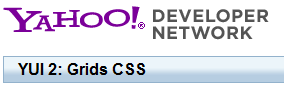 YAHOO!® DEVELOPER
NETWORK
YUI 2: Grids CSS